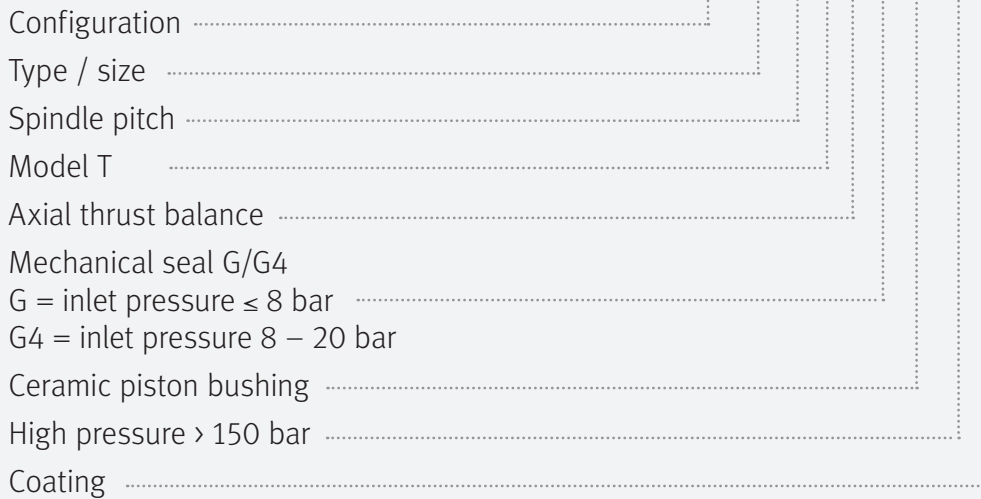 Configuration
Type / size
Spindle pitch
Model T
Axial thrust balance
Mechanical seal G/G4
G = inlet pressure ≤ 8 bar
G4 = inlet pressure 8 – 20 bar
Ceramic piston bushing
High pressure › 150 bar
Coating